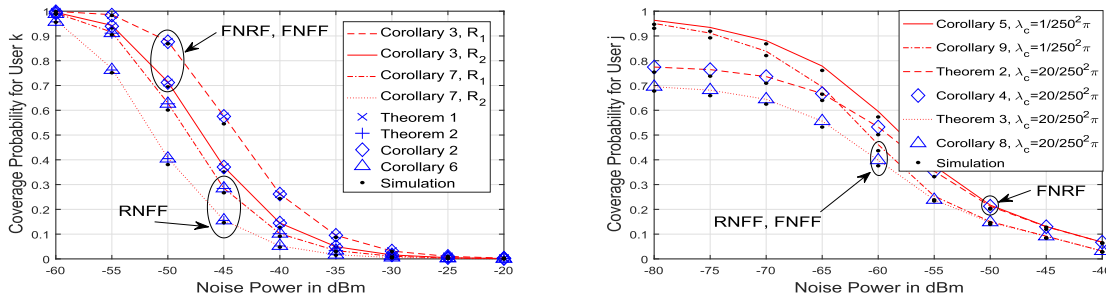 Coverage Probability for User k
1
0.9
0.8
0.7
0.6
0.5
0.4
0.3
0.2
0.1
0
-60 -55 -50 -45 -40 -35 -30 -25 -20
Noise Power in dBm
FNRF, FNFF
RNFF
Corollary 3, R1
Corollary 3, R2
Corollary 7, R1
Corollary 7, R2
Theorem 1
Theorem 2
Corollary 2
Corollary 6
Simulation
Coverage Probability for User j
1
0.9
0.8
0.7
0.6
0.5
0.4
0.3
0.2
0.1
0
-80 -75 -70 -65 -60 -55 -50 -45 -40
Noise Power in dBm
RNFF, FNFF
FNRF
Corollary 5, λc=1/250²π
Corollary 9, λc=1/250²π
Theorem 2, λc=20/250²π
Corollary 4, λc=20/250²π
Theorem 3, λc=20/250²π
Corollary 8, λc=20/250²π
Simulation